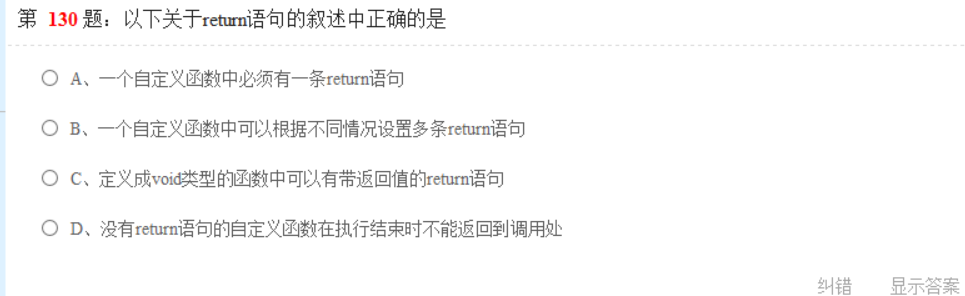 第 130 题：以下关于return语句的叙述中正确的是
A、一个自定义函数中必须有一条return语句
B、一个自定义函数中可以根据不同情况设置多条return语句
C、定义成void类型的函数中可以有带返回值的return语句
D、没有return语句的自定义函数在执行结束时不能返回到调用处
纠错 显示答案